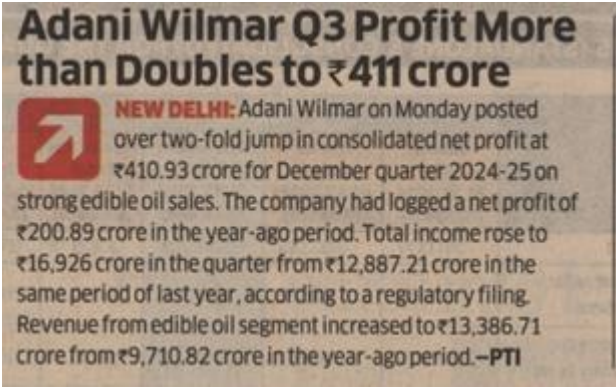 Adani Wilmar Q3 Profit More
than Doubles to ₹411 crore
NEW DELHI: Adani Wilmar on Monday posted
over two-fold jump in consolidated net profit at
₹410.93 crore for December quarter 2024-25 on
strong edible oil sales. The company had logged a net profit of
₹200.89 crore in the year-ago period. Total income rose to
₹16,926 crore in the quarter from ₹12,887.21 crore in the
same period of last year, according to a regulatory filing.
Revenue from edible oil segment increased to ₹13,386.71
crore from ₹9,710.82 crore in the year-ago period.–PTI